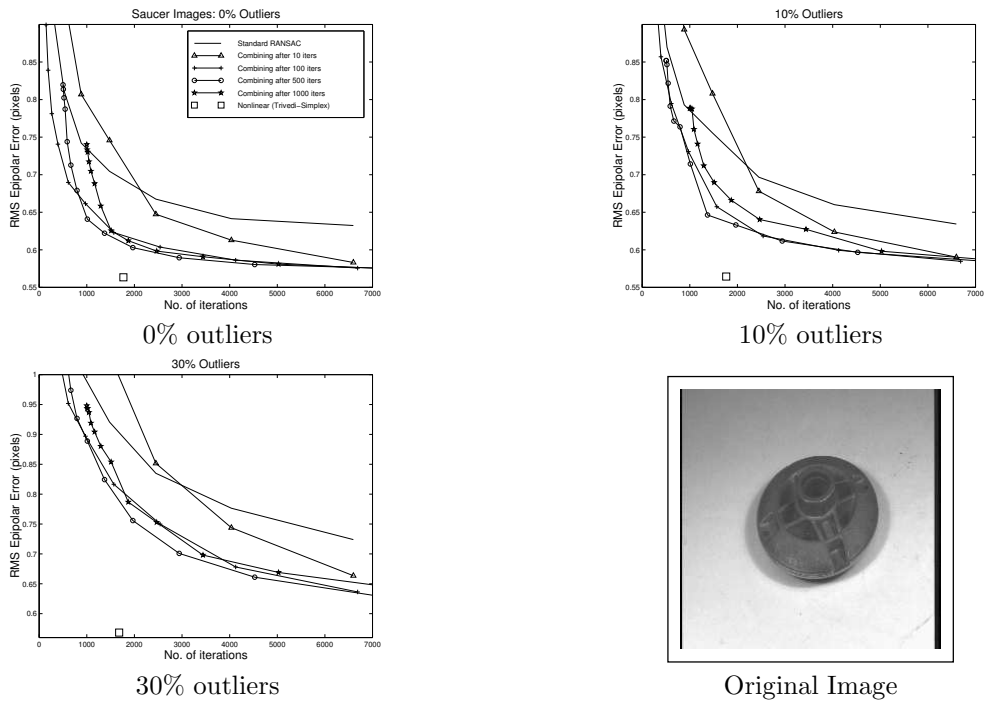 Saucer Images: 0% Outliers
RMS Epipolar Error (pixels)
0.85
0.8
0.75
0.7
0.65
0.6
0.55
Standard RANSAC
Combining after 10 iters
Combining after 100 iters
Combining after 500 iters
Combining after 1000 iters
Nonlinear (Trivedi−Simplex)
0 1000 2000 3000 4000 5000 6000 7000
No. of iterations
0% outliers
10% Outliers
RMS Epipolar Error (pixels)
0.85
0.8
0.75
0.7
0.65
0.6
0.55
0 1000 2000 3000 4000 5000 6000 7000
No. of iterations
10% outliers
30% Outliers
RMS Epipolar Error (pixels)
1
0.95
0.9
0.85
0.8
0.75
0.7
0.65
0.6
0 1000 2000 3000 4000 5000 6000 7000
No. of iterations
30% outliers
Original Image